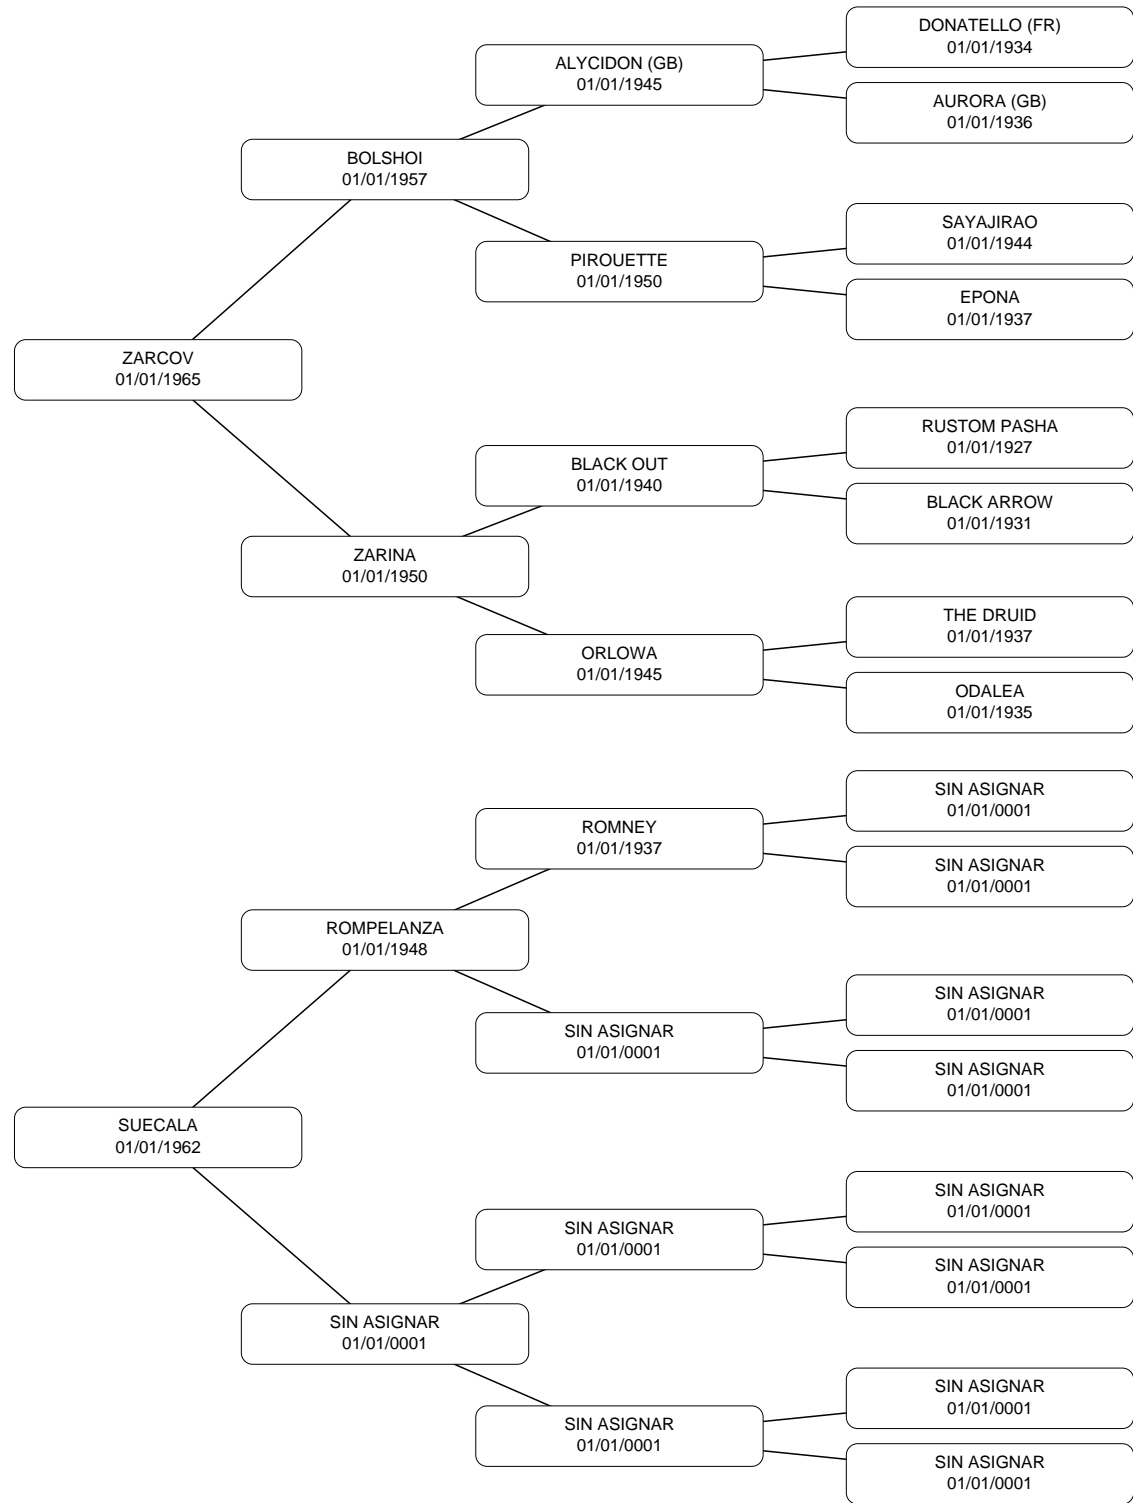 DONATELLO (FR)
01/01/1934
ALYCIDON (GB)
01/01/1945
AURORA (GB)
01/01/1936
BOLSHOI
01/01/1957
SAYAJIRAO
01/01/1944
PIROUETTE
01/01/1950
EPONA
01/01/1937
ZARCOV
01/01/1965
RUSTOM PASHA
01/01/1927
BLACK OUT
01/01/1940
BLACK ARROW
01/01/1931
ZARINA
01/01/1950
THE DRUID
01/01/1937
ORLOWA
01/01/1945
ODALEA
01/01/1935
SIN ASIGNAR
01/01/0001
ROMNEY
01/01/1937
SIN ASIGNAR
01/01/0001
ROMPELANZA
01/01/1948
SIN ASIGNAR
01/01/0001
SIN ASIGNAR
01/01/0001
SIN ASIGNAR
01/01/0001
SUECALA
01/01/1962
SIN ASIGNAR
01/01/0001
SIN ASIGNAR
01/01/0001
SIN ASIGNAR
01/01/0001
SIN ASIGNAR
01/01/0001
SIN ASIGNAR
01/01/0001
SIN ASIGNAR
01/01/0001
SIN ASIGNAR
01/01/0001